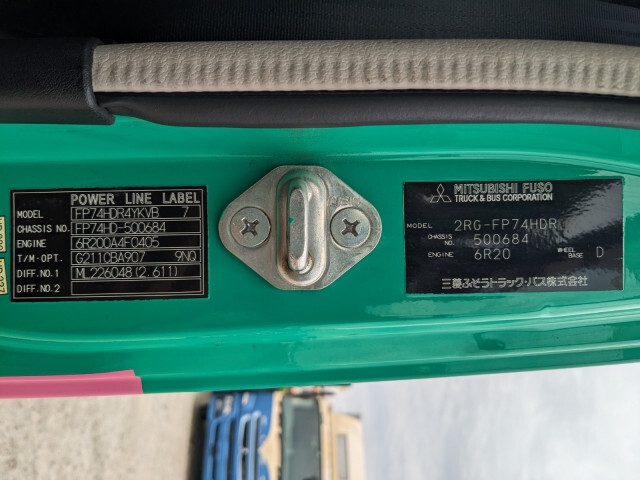 POWER LINE LABEL
MODEL FP74HDR4YKVB 7
CHASSIS NO. FP74HD-500684
ENGINE 6R200A4F0405
T/M·OPT. G211CBA907 9NQ
DIFF.NO.1 ML226048(2.611)
DIFF.NO.2
MITSUBISHI FUSO
TRUCK & BUS CORPORATION
MODEL 2RG-FP74HDR
CHASSIS NO. 500684
ENGINE 6R20 WHEEL BASE D
三菱ふそうトラック・バス株式会社